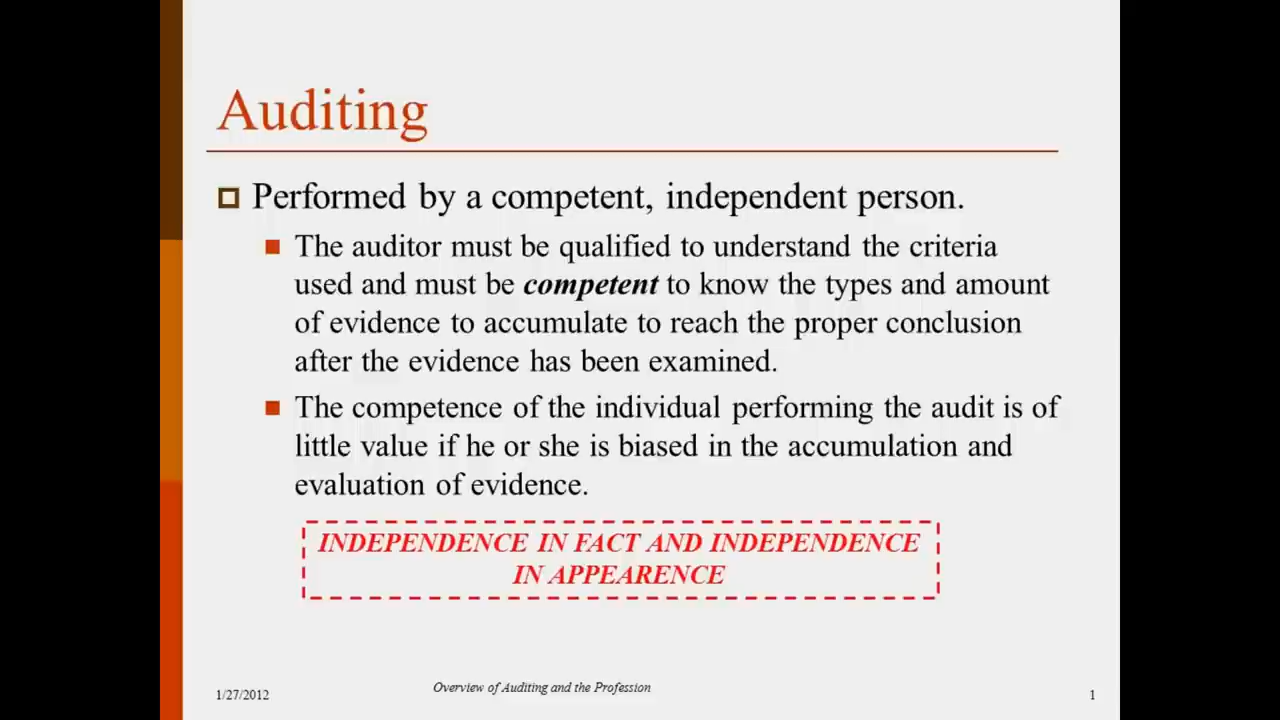 Auditing
Performed by a competent, independent person.
The auditor must be qualified to understand the criteria
used and must be competent to know the types and amount
of evidence to accumulate to reach the proper conclusion
after the evidence has been examined.
The competence of the individual performing the audit is of
little value if he or she is biased in the accumulation and
evaluation of evidence.
INDEPENDENCE IN FACT AND INDEPENDENCE
IN APPEARENCE
1/27/2012
Overview of Auditing and the Profession
1